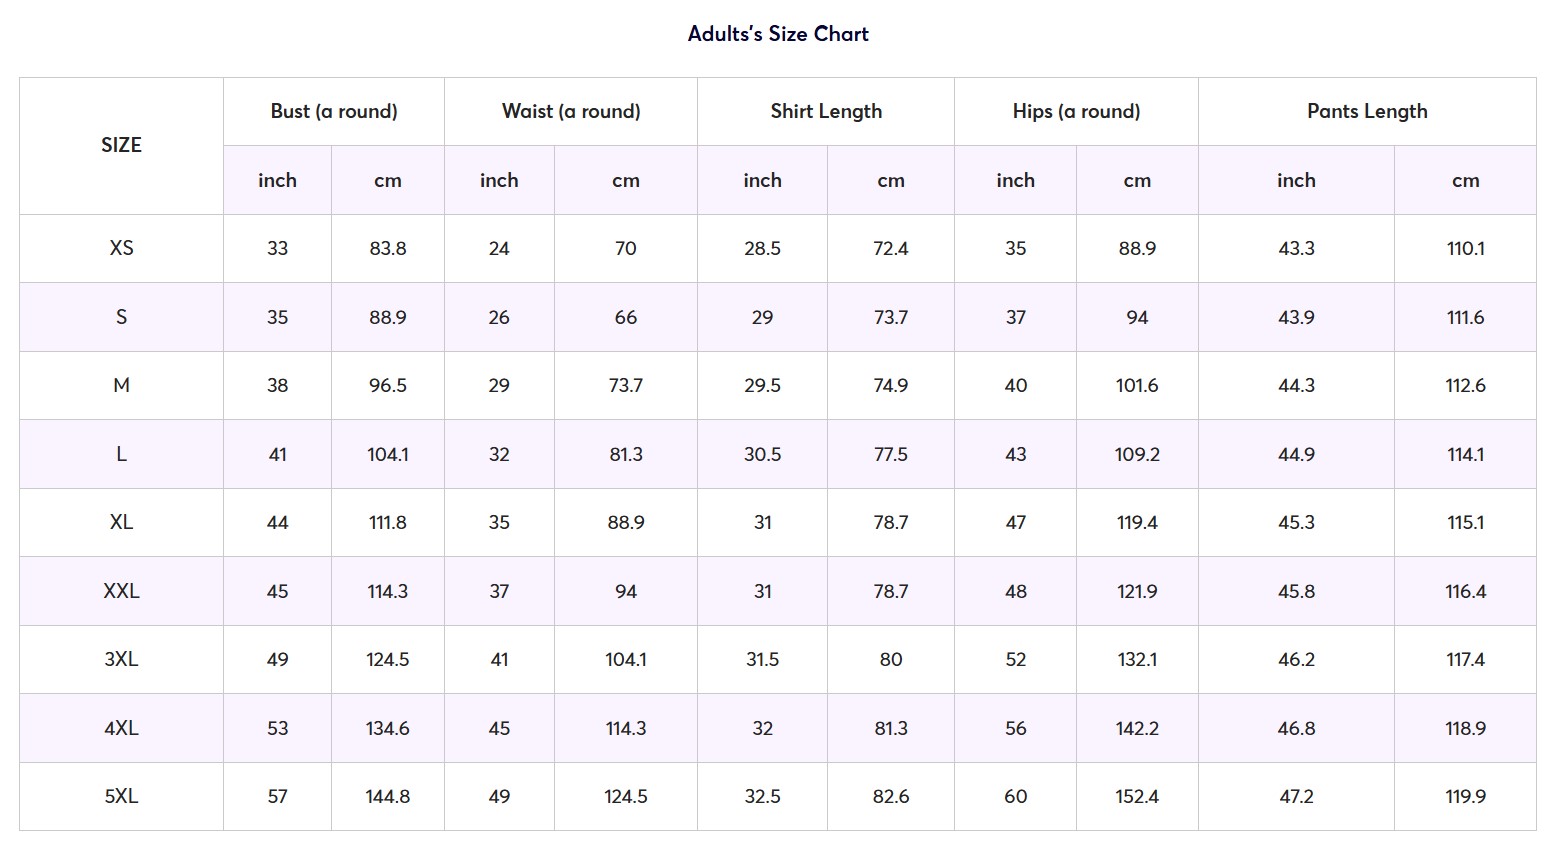 Adults's Size Chart
SIZE Bust (a round) Waist (a round) Shirt Length Hips (a round) Pants Length
inch cm inch cm inch cm inch cm inch cm
XS 33 83.8 24 70 28.5 72.4 35 88.9 43.3 110.1
S 35 88.9 26 66 29 73.7 37 94 43.9 111.6
M 38 96.5 29 73.7 29.5 74.9 40 101.6 44.3 112.6
L 41 104.1 32 81.3 30.5 77.5 43 109.2 44.9 114.1
XL 44 111.8 35 88.9 31 78.7 47 119.4 45.3 115.1
XXL 45 114.3 37 94 31 78.7 48 121.9 45.8 116.4
3XL 49 124.5 41 104.1 31.5 80 52 132.1 46.2 117.4
4XL 53 134.6 45 114.3 32 81.3 56 142.2 46.8 118.9
5XL 57 144.8 49 124.5 32.5 82.6 60 152.4 47.2 119.9